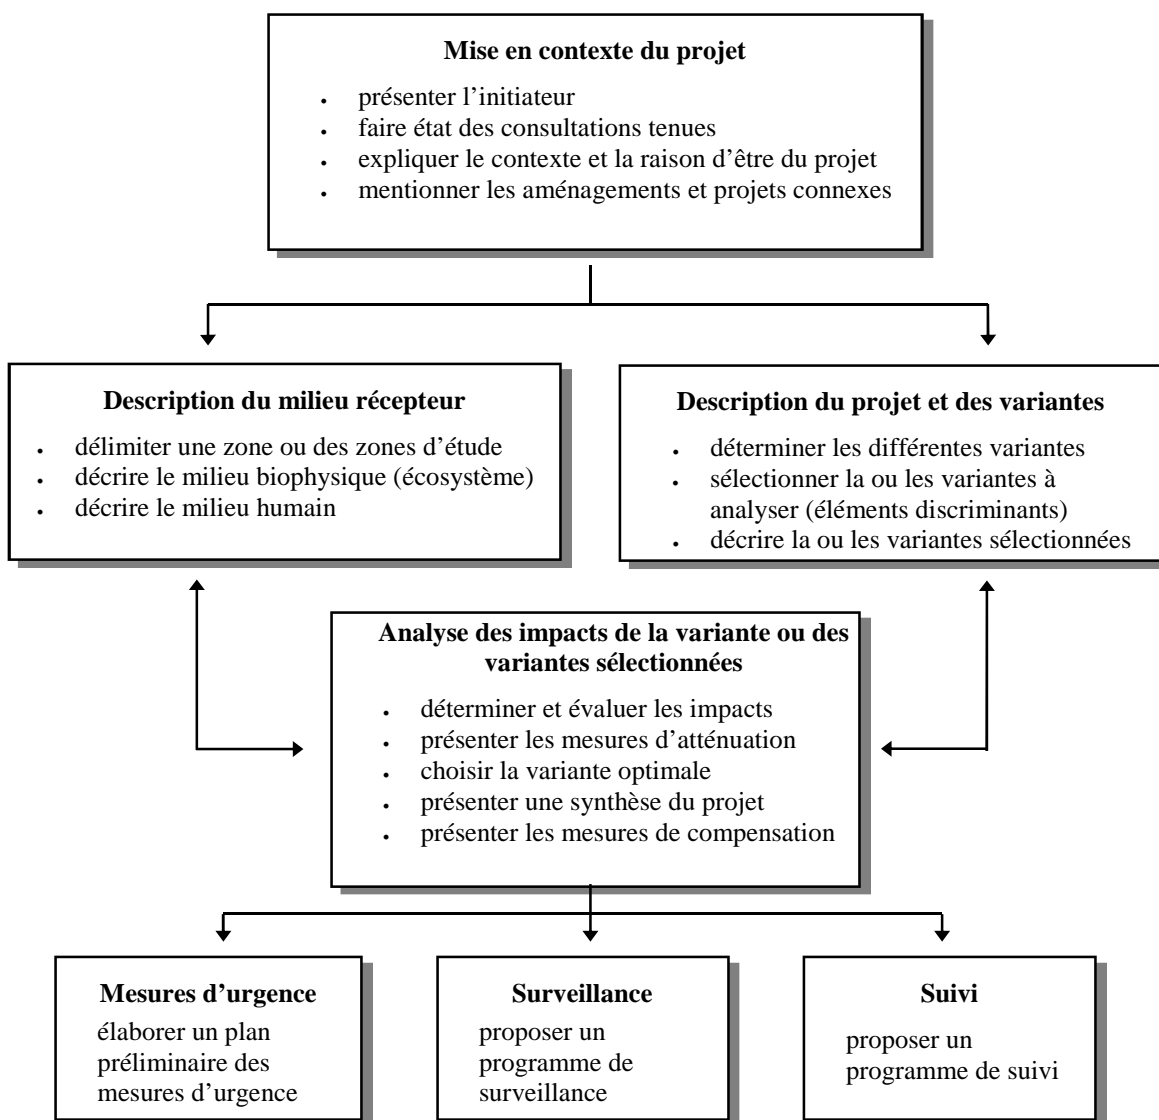 Mise en contexte du projet
• présenter l’initiateur
• faire état des consultations tenues
• expliquer le contexte et la raison d’être du projet
• mentionner les aménagements et projets connexes
Description du milieu récepteur
• délimiter une zone ou des zones d’étude
• décrire le milieu biophysique (écosystème)
• décrire le milieu humain
Description du projet et des variantes
• déterminer les différentes variantes
• sélectionner la ou les variantes à
analyser (éléments discriminants)
• décrire la ou les variantes sélectionnées
Analyse des impacts de la variante ou des
variantes sélectionnées
• déterminer et évaluer les impacts
• présenter les mesures d’atténuation
• choisir la variante optimale
• présenter une synthèse du projet
• présenter les mesures de compensation
Mesures d’urgence
élaborer un plan
préliminaire des
mesures d’urgence
Surveillance
proposer un
programme de
surveillance
Suivi
proposer un
programme de suivi